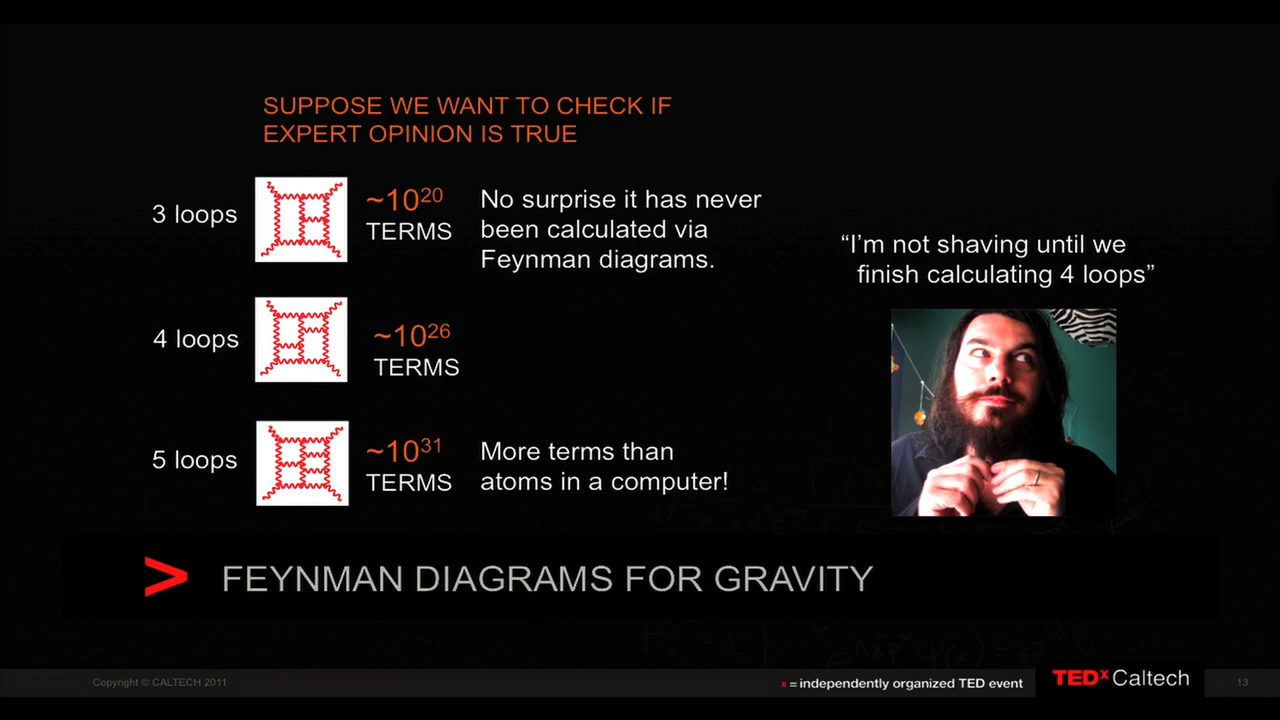 SUPPOSE WE WANT TO CHECK IF
EXPERT OPINION IS TRUE
3 loops
~10²⁰
TERMS
No surprise it has never
been calculated via
Feynman diagrams.
4 loops
~10²⁶
TERMS
5 loops
~10³¹
TERMS
More terms than
atoms in a computer!
“I’m not shaving until we
finish calculating 4 loops”
> FEYNMAN DIAGRAMS FOR GRAVITY
Copyright © CALTECH 2011
x = independently organized TED event
TEDxCaltech
13